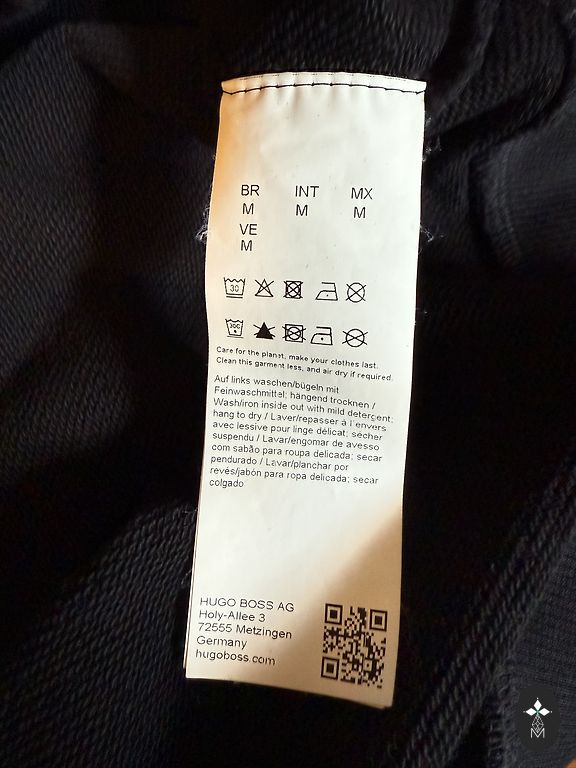 BR INT MX
M M M
VE
M
30
30C
Care for the planet, make your clothes last.
Clean this garment less, and air dry if required.
Auf links waschen/bügeln mit
Feinwaschmittel; hängend trocknen /
Wash/iron inside out with mild detergent;
hang to dry / Laver/repasser à l'envers
avec lessive pour linge délicat; sécher
suspendu / Lavar/engomar de avesso
com sabão para roupa delicada; secar
pendurado / Lavar/planchar por
revés/jabón para ropa delicada; secar
colgado
HUGO BOSS AG
Holy-Allee 3
72555 Metzingen
Germany
hugoboss.com
M